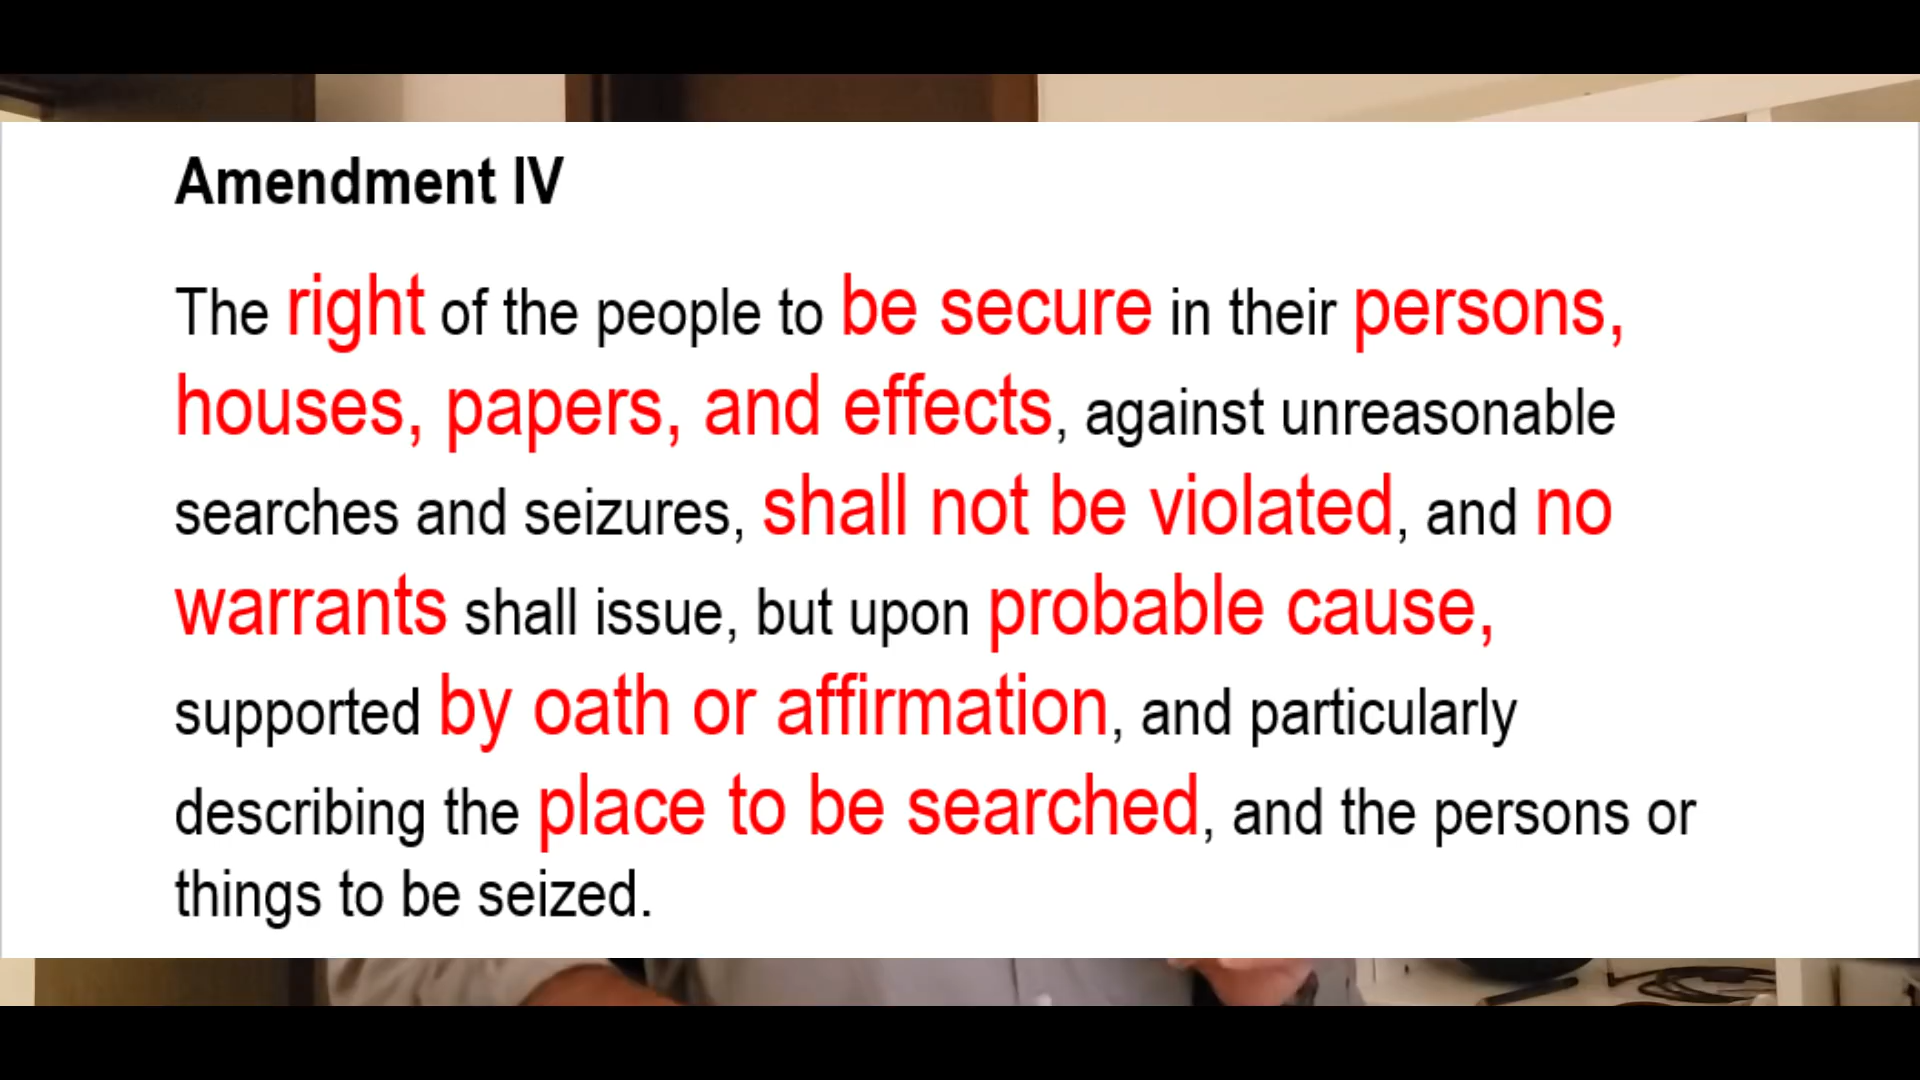 Amendment IV
The right of the people to be secure in their persons,
houses, papers, and effects, against unreasonable
searches and seizures, shall not be violated, and no
warrants shall issue, but upon probable cause,
supported by oath or affirmation, and particularly
describing the place to be searched, and the persons or
things to be seized.